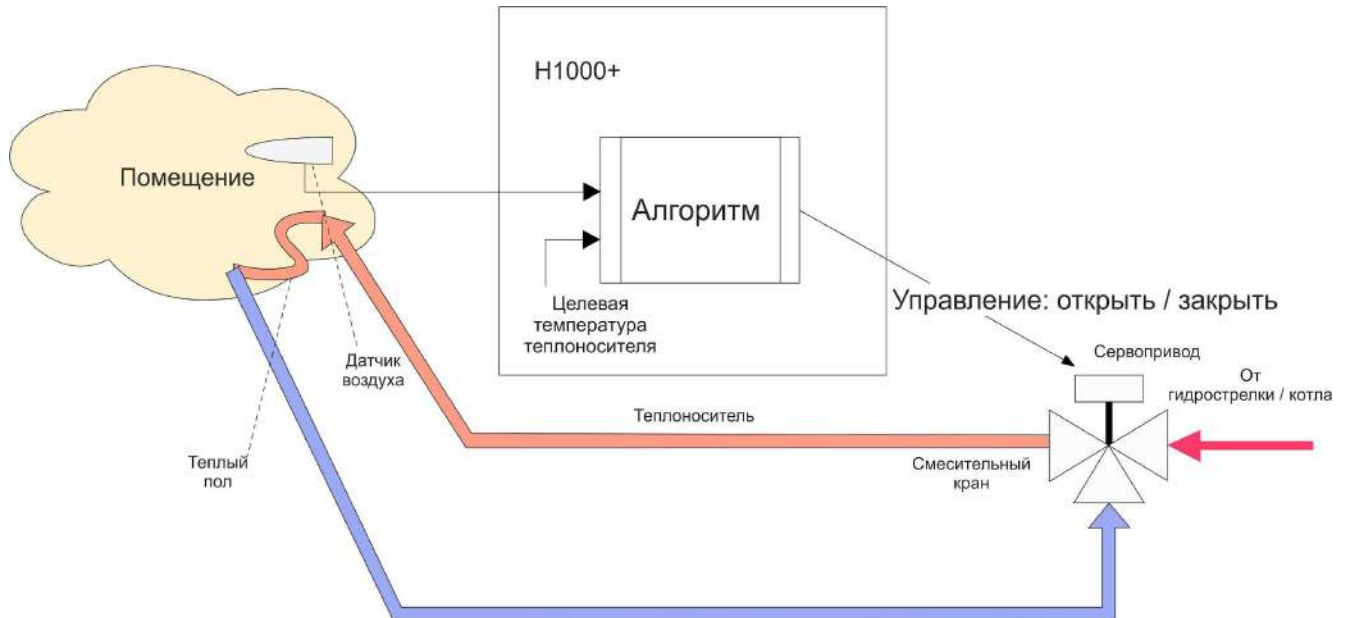 H1000+
Помещение
Алгоритм
Целевая
температура
теплоносителя
Управление: открыть / закрыть
Сервопривод
От
гидрострелки / котла
Датчик
воздуха
Теплоноситель
Теплый
пол
Смесительный
кран